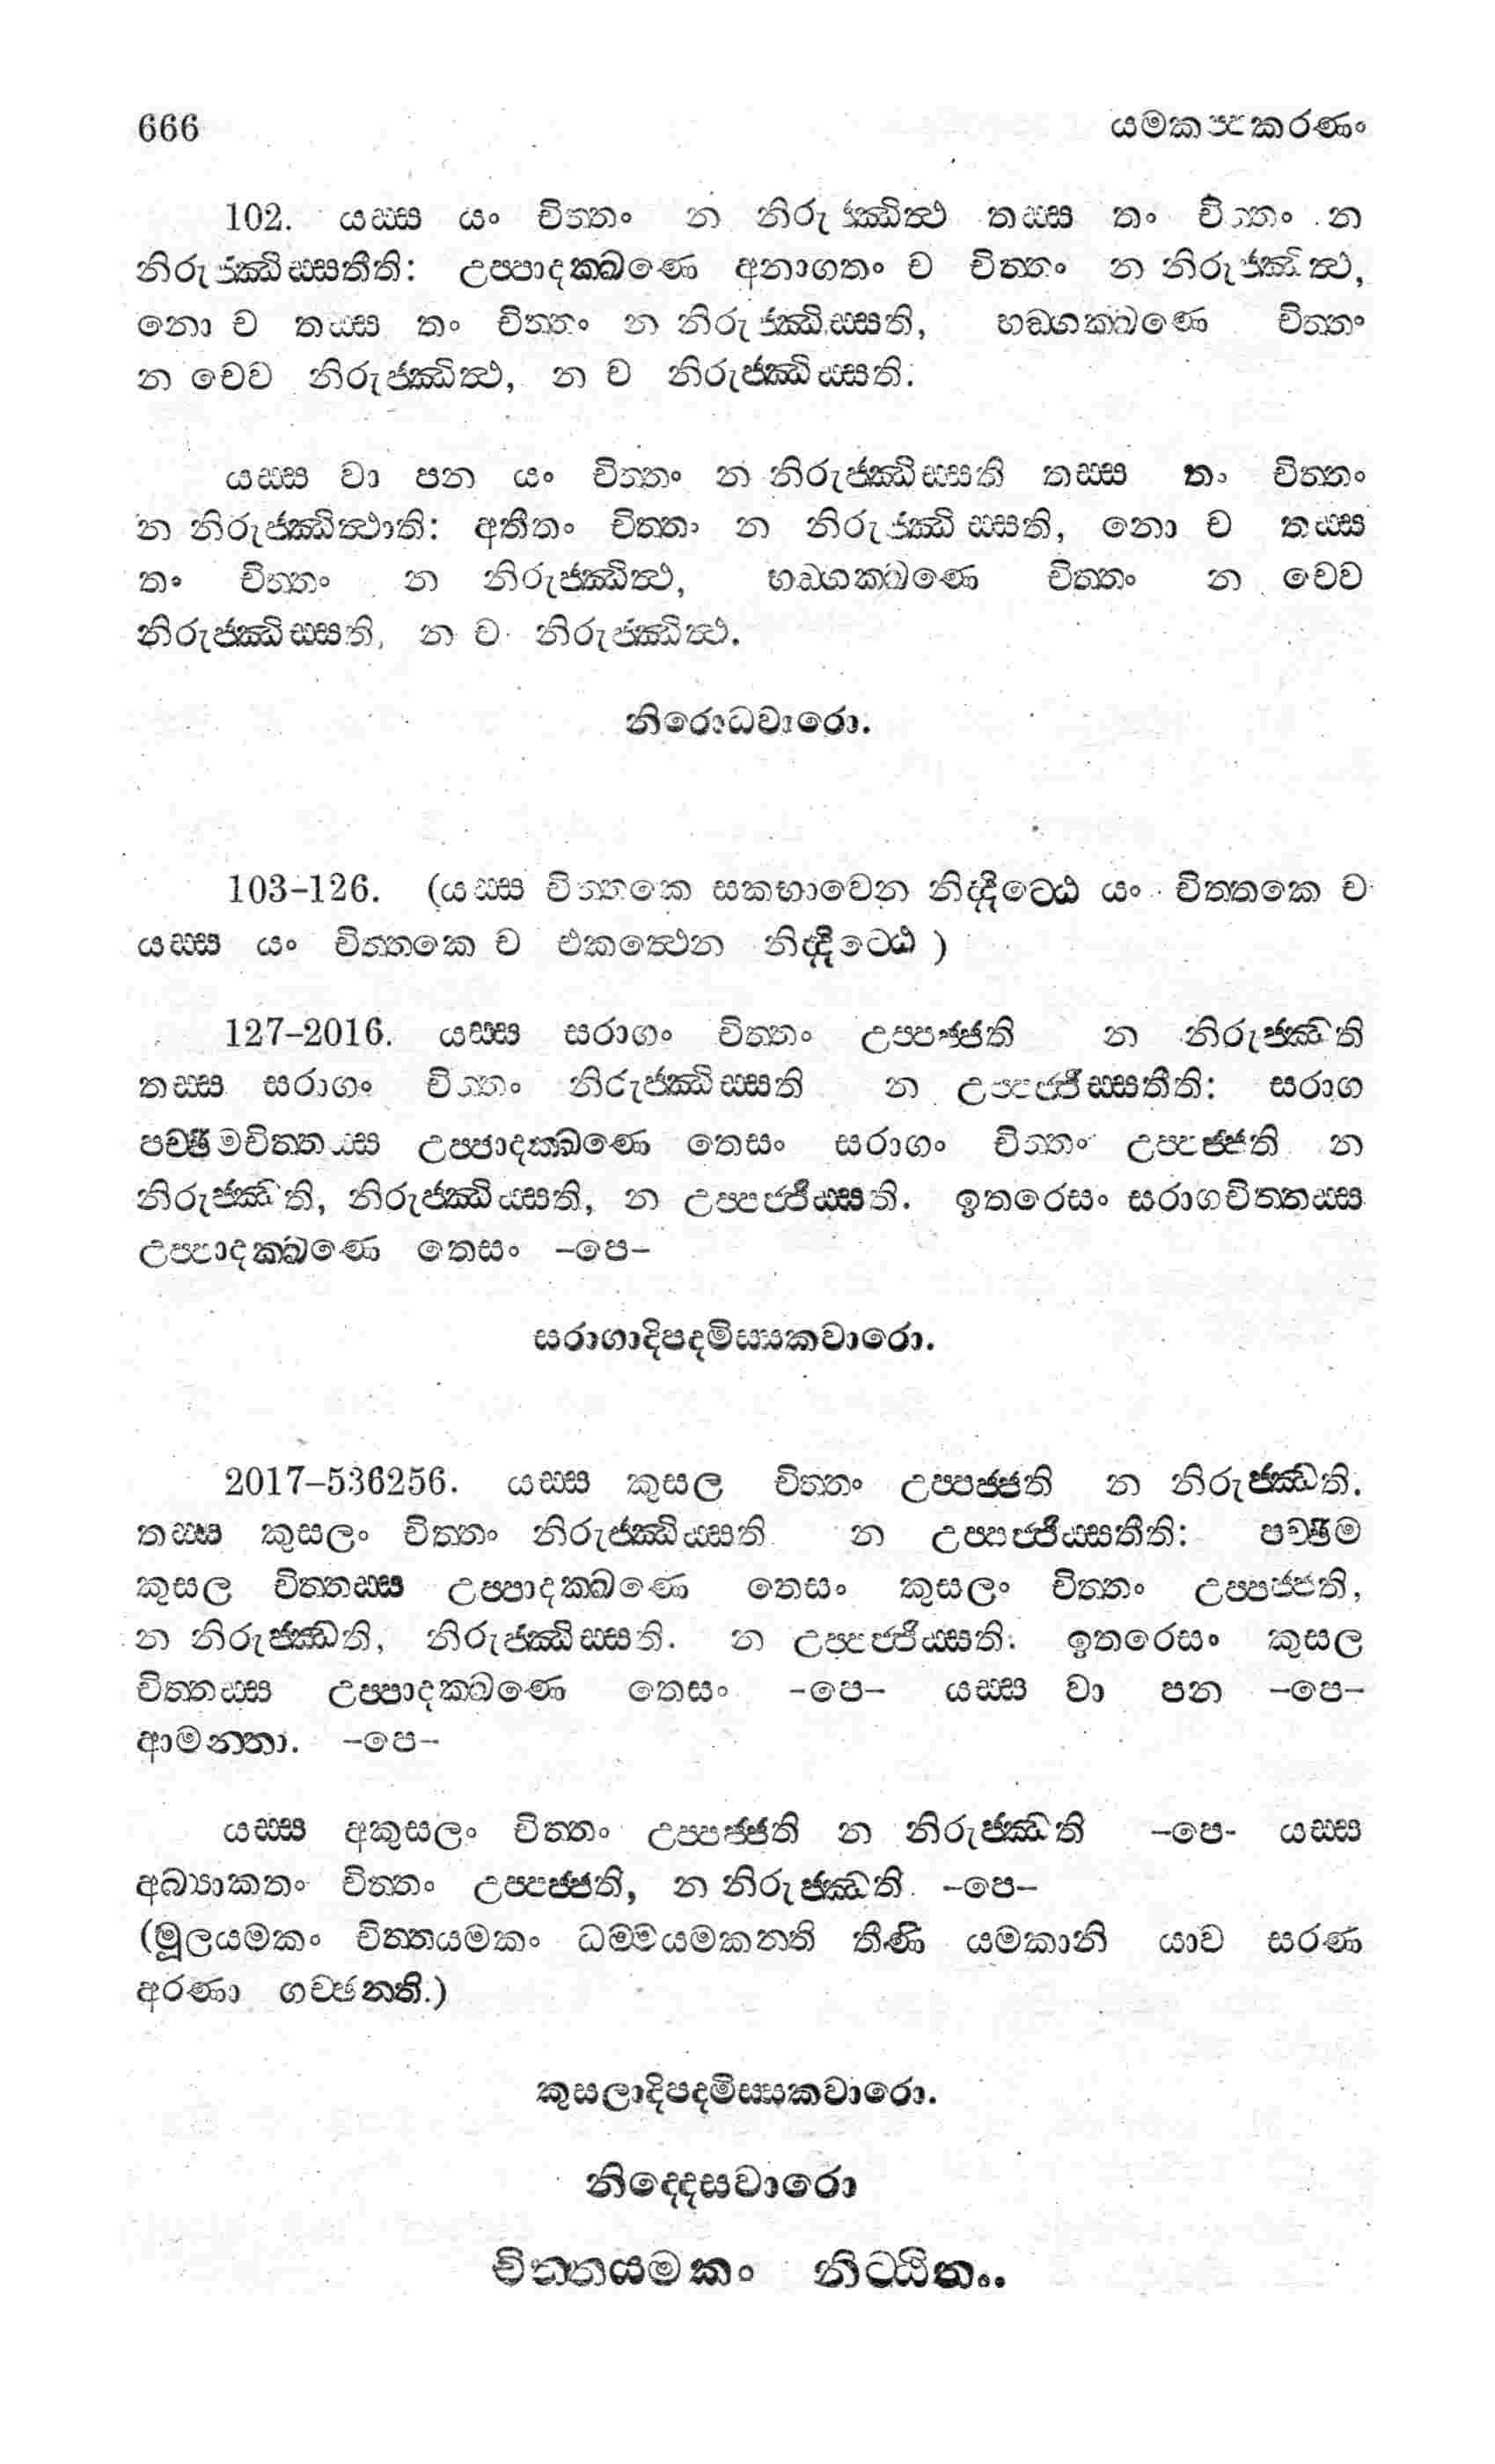 666 යමකප්පකරණං
102. යස්ස යං චිත්තං න නිරුජ්ඣිත්ථ තස්ස තං චිත්තං න
නිරුජ්ඣිස්සතීති: උප්පාදක්ඛණෙ අනාගතං ච චිත්තං න නිරුජ්ඣිත්ථ,
නො ච තස්ස තං චිත්තං න නිරුජ්ඣිස්සති, භඞ්ගක්ඛණෙ චිත්තං
න චෙව නිරුජ්ඣිත්ථ, න ච නිරුජ්ඣිස්සති.
යස්ස වා පන යං චිත්තං න නිරුජ්ඣිස්සති තස්ස තං චිත්තං
න නිරුජ්ඣිත්ථාති: අතීතං චිත්තං න නිරුජ්ඣිස්සති, නො ච තස්ස
තං චිත්තං න නිරුජ්ඣිත්ථ, භඞ්ගක්ඛණෙ චිත්තං න චෙව
නිරුජ්ඣිස්සති, න ච නිරුජ්ඣිත්ථ.
නිරොධවාරො.
103-126. (යස්ස චිත්තකෙ සකභාවෙන නිද්දිට්ඨෙ යං චිත්තකෙ ච
යස්ස යං චිත්තකෙ ච එකත්ථෙන නිද්දිට්ඨෙ)
127-2016. යස්ස සරාගං චිත්තං උප්පජ්ජති න නිරුජ්ඣති
තස්ස සරාගං චිත්තං නිරුජ්ඣිස්සති න උප්පජ්ජිස්සතීති: සරාග
පච්ඡිමචිත්තස්ස උප්පාදක්ඛණෙ තෙසං සරාගං චිත්තං උප්පජ්ජති න
නිරුජ්ඣති, නිරුජ්ඣිස්සති, න උප්පජ්ජිස්සති. ඉතරෙසං සරාගචිත්තස්ස
උප්පාදක්ඛණෙ තෙසං -පෙ-
සරාගාදිපදමිස්සකවාරො.
2017-536256. යස්ස කුසල චිත්තං උප්පජ්ජති න නිරුජ්ඣති.
තස්ස කුසලං චිත්තං නිරුජ්ඣිස්සති න උප්පජ්ජිස්සතීති: පච්ඡිම
කුසල චිත්තස්ස උප්පාදක්ඛණෙ තෙසං කුසලං චිත්තං උප්පජ්ජති,
න නිරුජ්ඣති, නිරුජ්ඣිස්සති. න උප්පජ්ජිස්සති. ඉතරෙසං කුසල
චිත්තස්ස උප්පාදක්ඛණෙ තෙසං -පෙ- යස්ස වා පන -පෙ-
ආමන්තා. -පෙ-
යස්ස අකුසලං චිත්තං උප්පජ්ජති න නිරුජ්ඣති -පෙ- යස්ස
අබ්‍යාකතං චිත්තං උප්පජ්ජති, න නිරුජ්ඣති. -පෙ-
(මූලයමකං චිත්තයමකං ධම්මයමකන්ති තීණි යමකානි යාව සරණ
අරණා ගච්ඡන්ති.)
කුසලාදිපදමිස්සකවාරො.
නිද්දෙසවාරො
චිත්තයමකං නිට්ඨිතං.